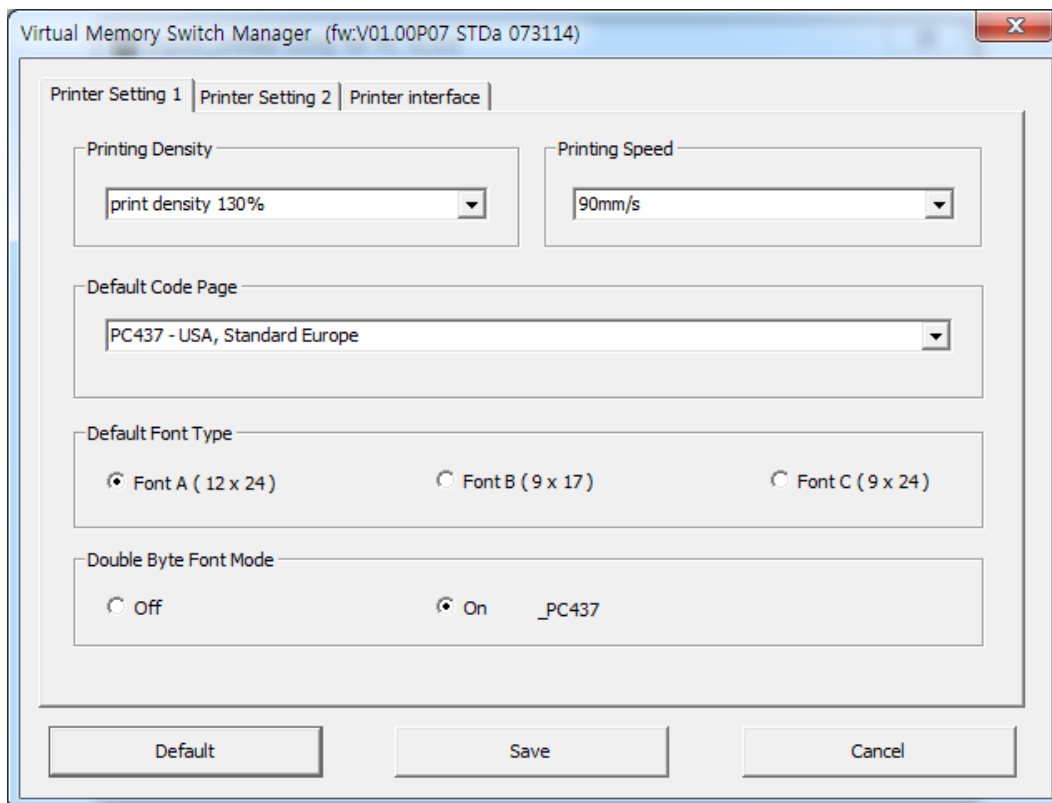 Virtual Memory Switch Manager (fw:V01.00P07 STDa 073114)
Printer Setting 1 Printer Setting 2 Printer interface
Printing Density
print density 130%
Printing Speed
90mm/s
Default Code Page
PC437 - USA, Standard Europe
Default Font Type
Font A ( 12 x 24 ) Font B ( 9 x 17 ) Font C ( 9 x 24 )
Double Byte Font Mode
Off On _PC437
Default Save Cancel